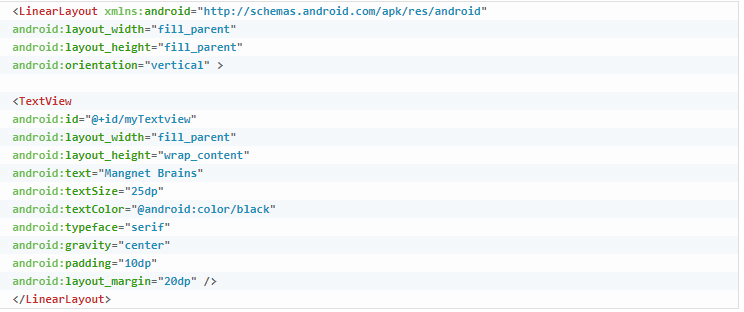 <LinearLayout xmlns:android="http://schemas.android.com/apk/res/android"
android:layout_width="fill_parent"
android:layout_height="fill_parent"
android:orientation="vertical" >
<TextView
android:id="@+id/myTextview"
android:layout_width="fill_parent"
android:layout_height="wrap_content"
android:text="Mangnet Brains"
android:textSize="25dp"
android:textColor="@android:color/black"
android:typeface="serif"
android:gravity="center"
android:padding="10dp"
android:layout_margin="20dp" />
</LinearLayout>